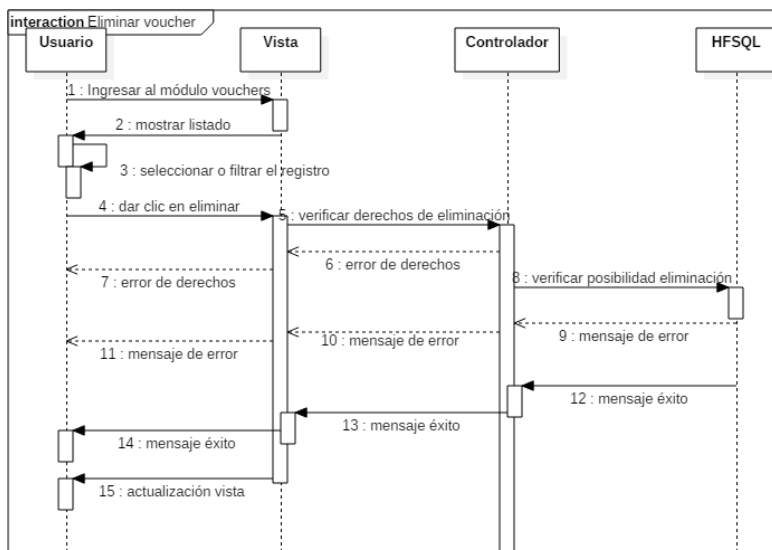 interaction Eliminar voucher
Usuario
Vista
Controlador
HFSQL
1 : Ingresar al módulo vouchers
2 : mostrar listado
3 : seleccionar o filtrar el registro
4 : dar clic en eliminar
5 : verificar derechos de eliminación
6 : error de derechos
7 : error de derechos
8 : verificar posibilidad eliminación
9 : mensaje de error
10 : mensaje de error
11 : mensaje de error
12 : mensaje éxito
13 : mensaje éxito
14 : mensaje éxito
15 : actualización vista